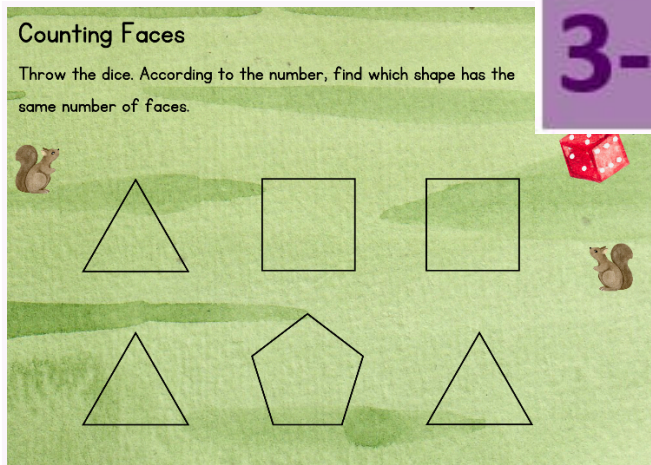 Counting Faces
3-
Throw the dice. According to the number, find which shape has the
same number of faces.